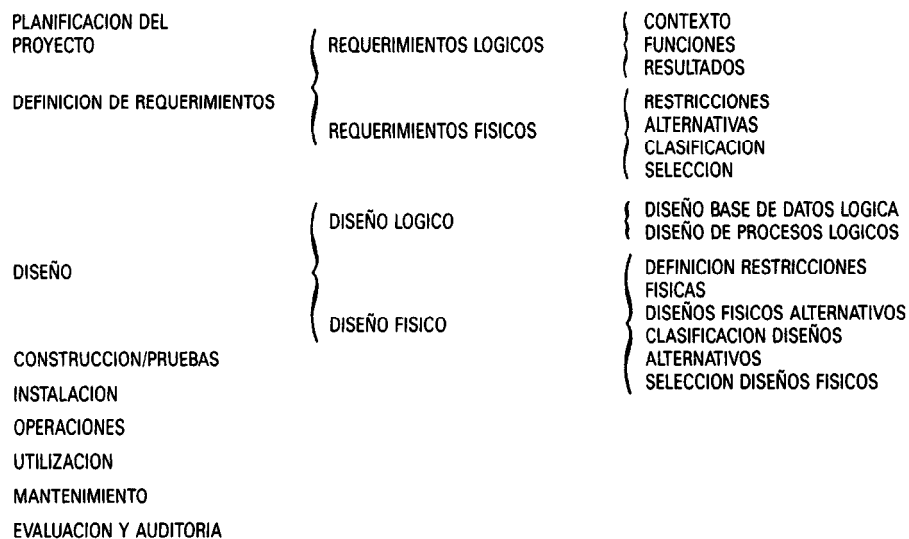 PLANIFICACION DEL
PROYECTO
DEFINICION DE REQUERIMIENTOS
REQUERIMIENTOS LOGICOS
CONTEXTO
FUNCIONES
RESULTADOS
REQUERIMIENTOS FISICOS
RESTRICCIONES
ALTERNATIVAS
CLASIFICACION
SELECCION
DISEÑO
DISEÑO LOGICO
DISEÑO BASE DE DATOS LOGICA
DISEÑO DE PROCESOS LOGICOS
DISEÑO FISICO
DEFINICION RESTRICCIONES
FISICAS
DISEÑOS FISICOS ALTERNATIVOS
CLASIFICACION DISEÑOS
ALTERNATIVOS
SELECCION DISEÑOS FISICOS
CONSTRUCCION/PRUEBAS
INSTALACION
OPERACIONES
UTILIZACION
MANTENIMIENTO
EVALUACION Y AUDITORIA